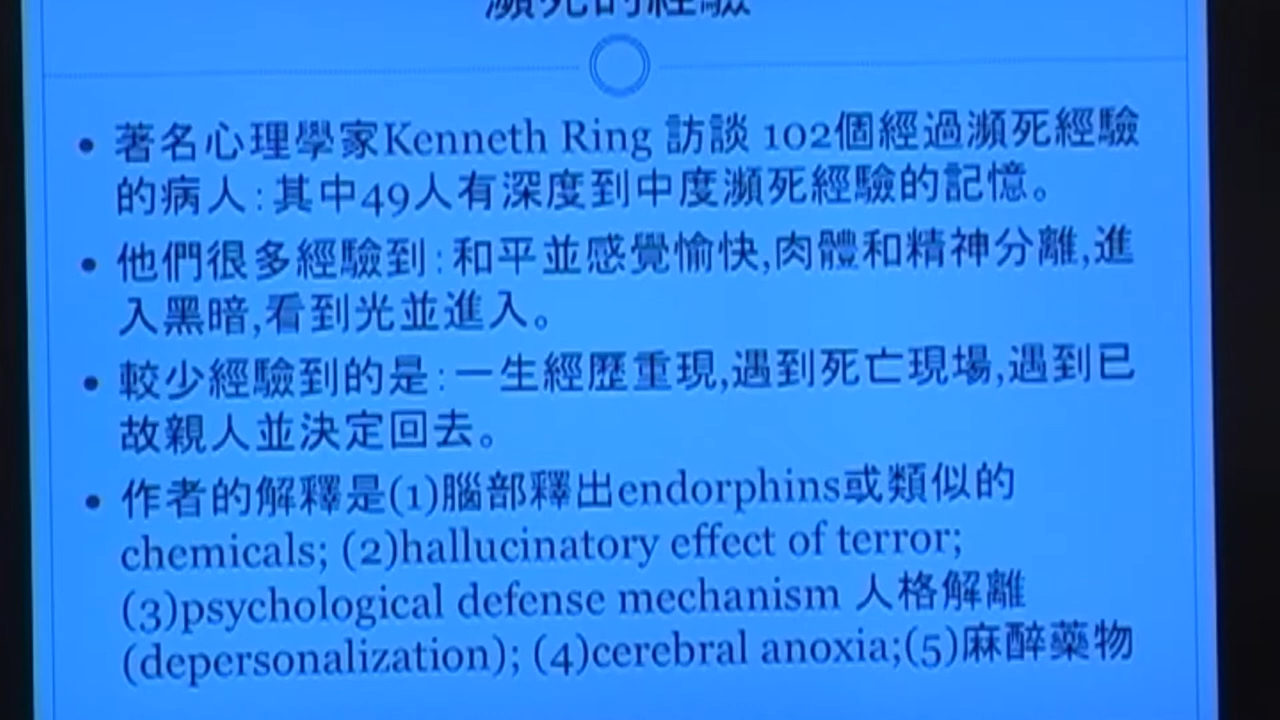 瀕死的經驗
著名心理學家Kenneth Ring 訪談 102個經過瀕死經驗
的病人:其中49人有深度到中度瀕死經驗的記憶。
他們很多經驗到:和平並感覺愉快,肉體和精神分離,進
入黑暗,看到光並進入。
較少經驗到的是:一生經歷重現,遇到死亡現場,遇到已
故親人並決定回去。
作者的解釋是(1)腦部釋出endorphins或類似的
chemicals; (2)hallucinatory effect of terror;
(3)psychological defense mechanism 人格解離
(depersonalization); (4)cerebral anoxia;(5)麻醉藥物